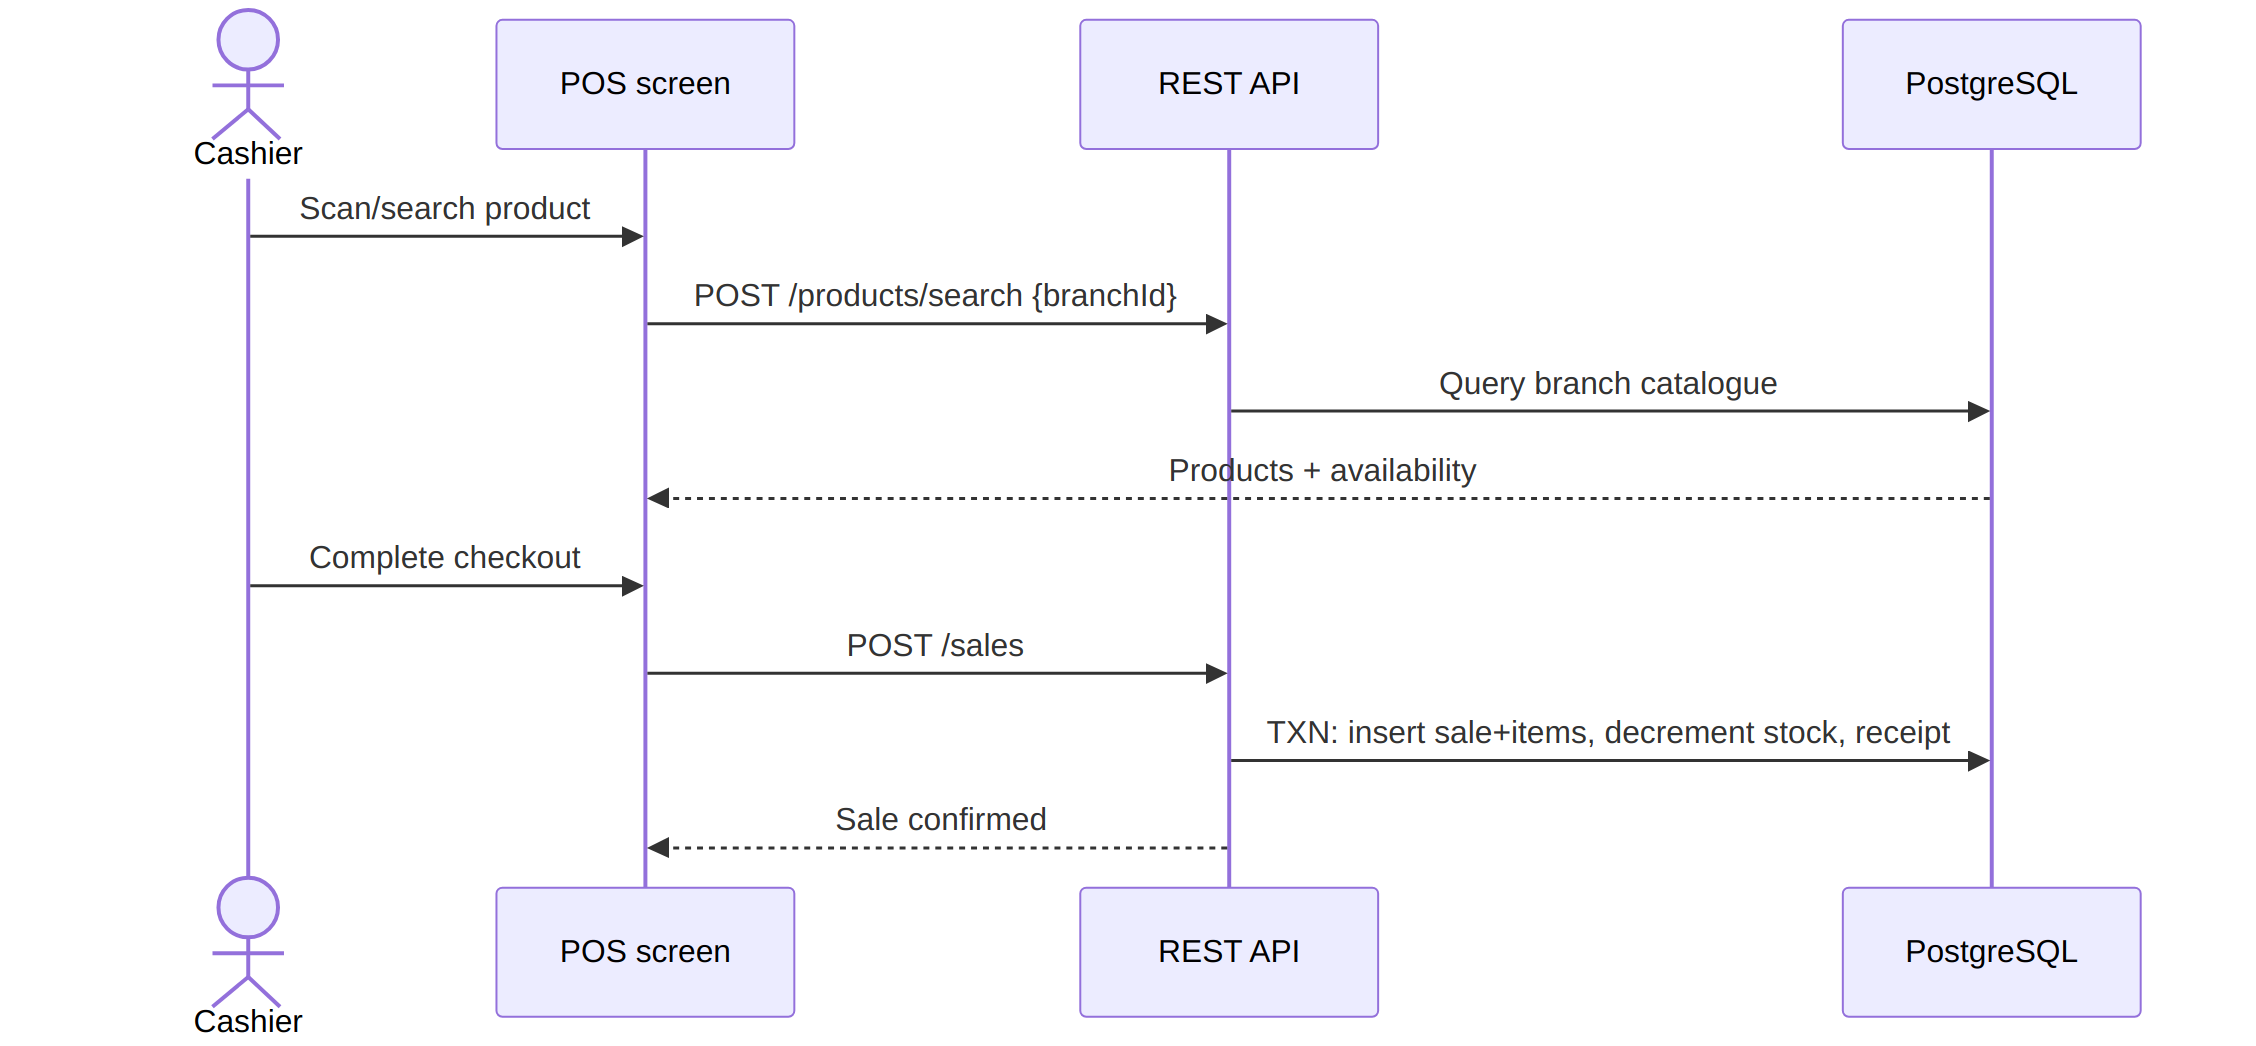 Cashier
POS screen
REST API
PostgreSQL
Scan/search product
POST /products/search {branchId}
Query branch catalogue
Products + availability
Complete checkout
POST /sales
TXN: insert sale+items, decrement stock, receipt
Sale confirmed
Cashier
POS screen
REST API
PostgreSQL